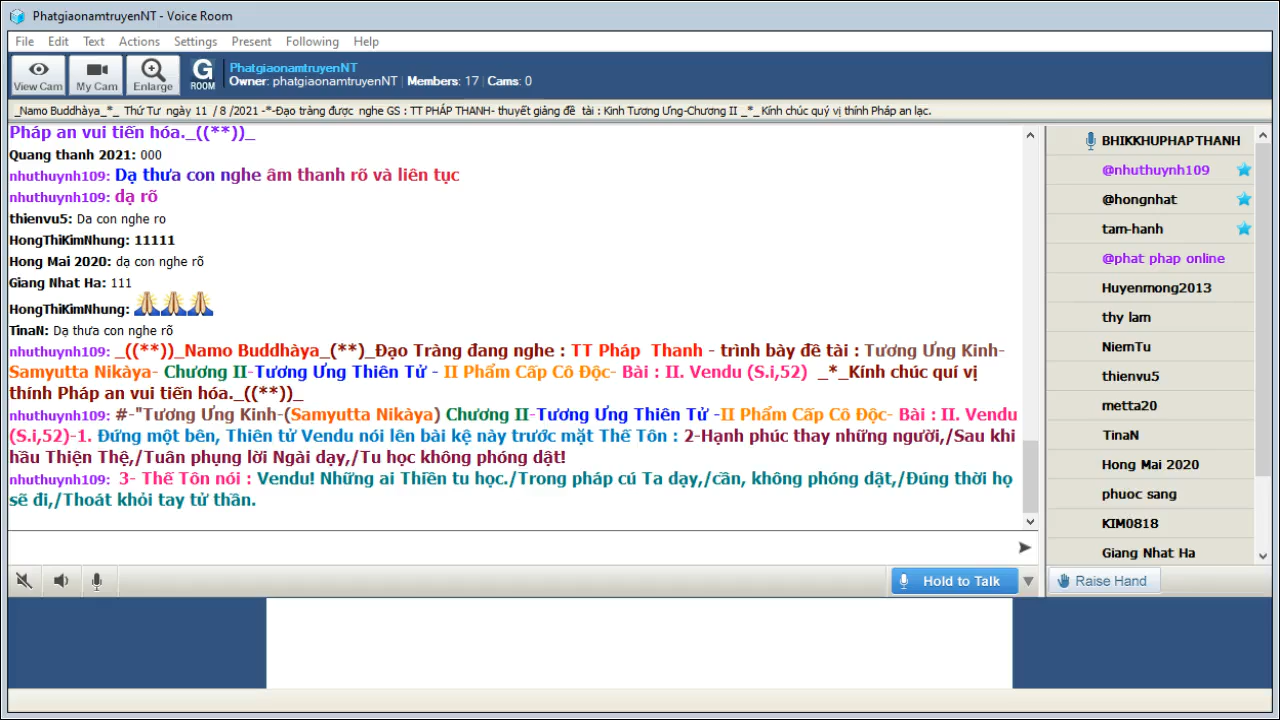 PhatgiaonamtruyenNT - Voice Room
File Edit Text Actions Settings Present Following Help
View Cam My Cam Enlarge G ROOM
PhatgiaonamtruyenNT
Owner: phatgiaonamtruyenNT | Members: 17 | Cams: 0
_Namo Buddhàya_*_ Thứ Tư ngày 11 / 8 /2021 -*-Đạo tràng được nghe GS : TT PHÁP THANH- thuyết giảng đề tài : Kinh Tương Ưng-Chương II _*_Kính chúc quý vị thính Pháp an lạc.
Pháp an vui tiến hóa._((**))_
Quang thanh 2021: 000
nhuthuynh109: Dạ thưa con nghe âm thanh rõ và liên tục
nhuthuynh109: dạ rõ
thienvu5: Da con nghe ro
HongThiKimNhung: 11111
Hong Mai 2020: dạ con nghe rõ
Giang Nhat Ha: 111
HongThiKimNhung: 🙏🙏🙏
TinaN: Dạ thưa con nghe rõ
nhuthuynh109: _((**))_Namo Buddhàya_(**)_Đạo Tràng đang nghe : TT Pháp Thanh - trình bày đề tài : Tương Ưng Kinh-
Samyutta Nikàya- Chương II-Tương Ưng Thiên Tử - II Phẩm Cấp Cô Độc- Bài : II. Vendu (S.i,52) _*_Kính chúc quí vị
thính Pháp an vui tiến hóa._((**))_
nhuthuynh109: #-"Tương Ưng Kinh-(Samyutta Nikàya) Chương II-Tương Ưng Thiên Tử -II Phẩm Cấp Cô Độc- Bài : II. Vendu
(S.i,52)-1. Đứng một bên, Thiên tử Vendu nói lên bài kệ này trước mặt Thế Tôn : 2-Hạnh phúc thay những người,/Sau khi
hầu Thiện Thệ,/Tuân phụng lời Ngài dạy,/Tu học không phóng dật!
nhuthuynh109: 3- Thế Tôn nói : Vendu! Những ai Thiền tu học./Trong pháp cú Ta dạy,/cần, không phóng dật,/Đúng thời họ
sẽ đi,/Thoát khỏi tay tử thần.
Hold to Talk
BHIKKHUPHAPTHANH
@nhuthuynh109
@hongnhat
tam-hanh
@phat phap online
Huyenmong2013
thy lam
NiemTu
thienvu5
metta20
TinaN
Hong Mai 2020
phuoc sang
KIM0818
Giang Nhat Ha
Raise Hand